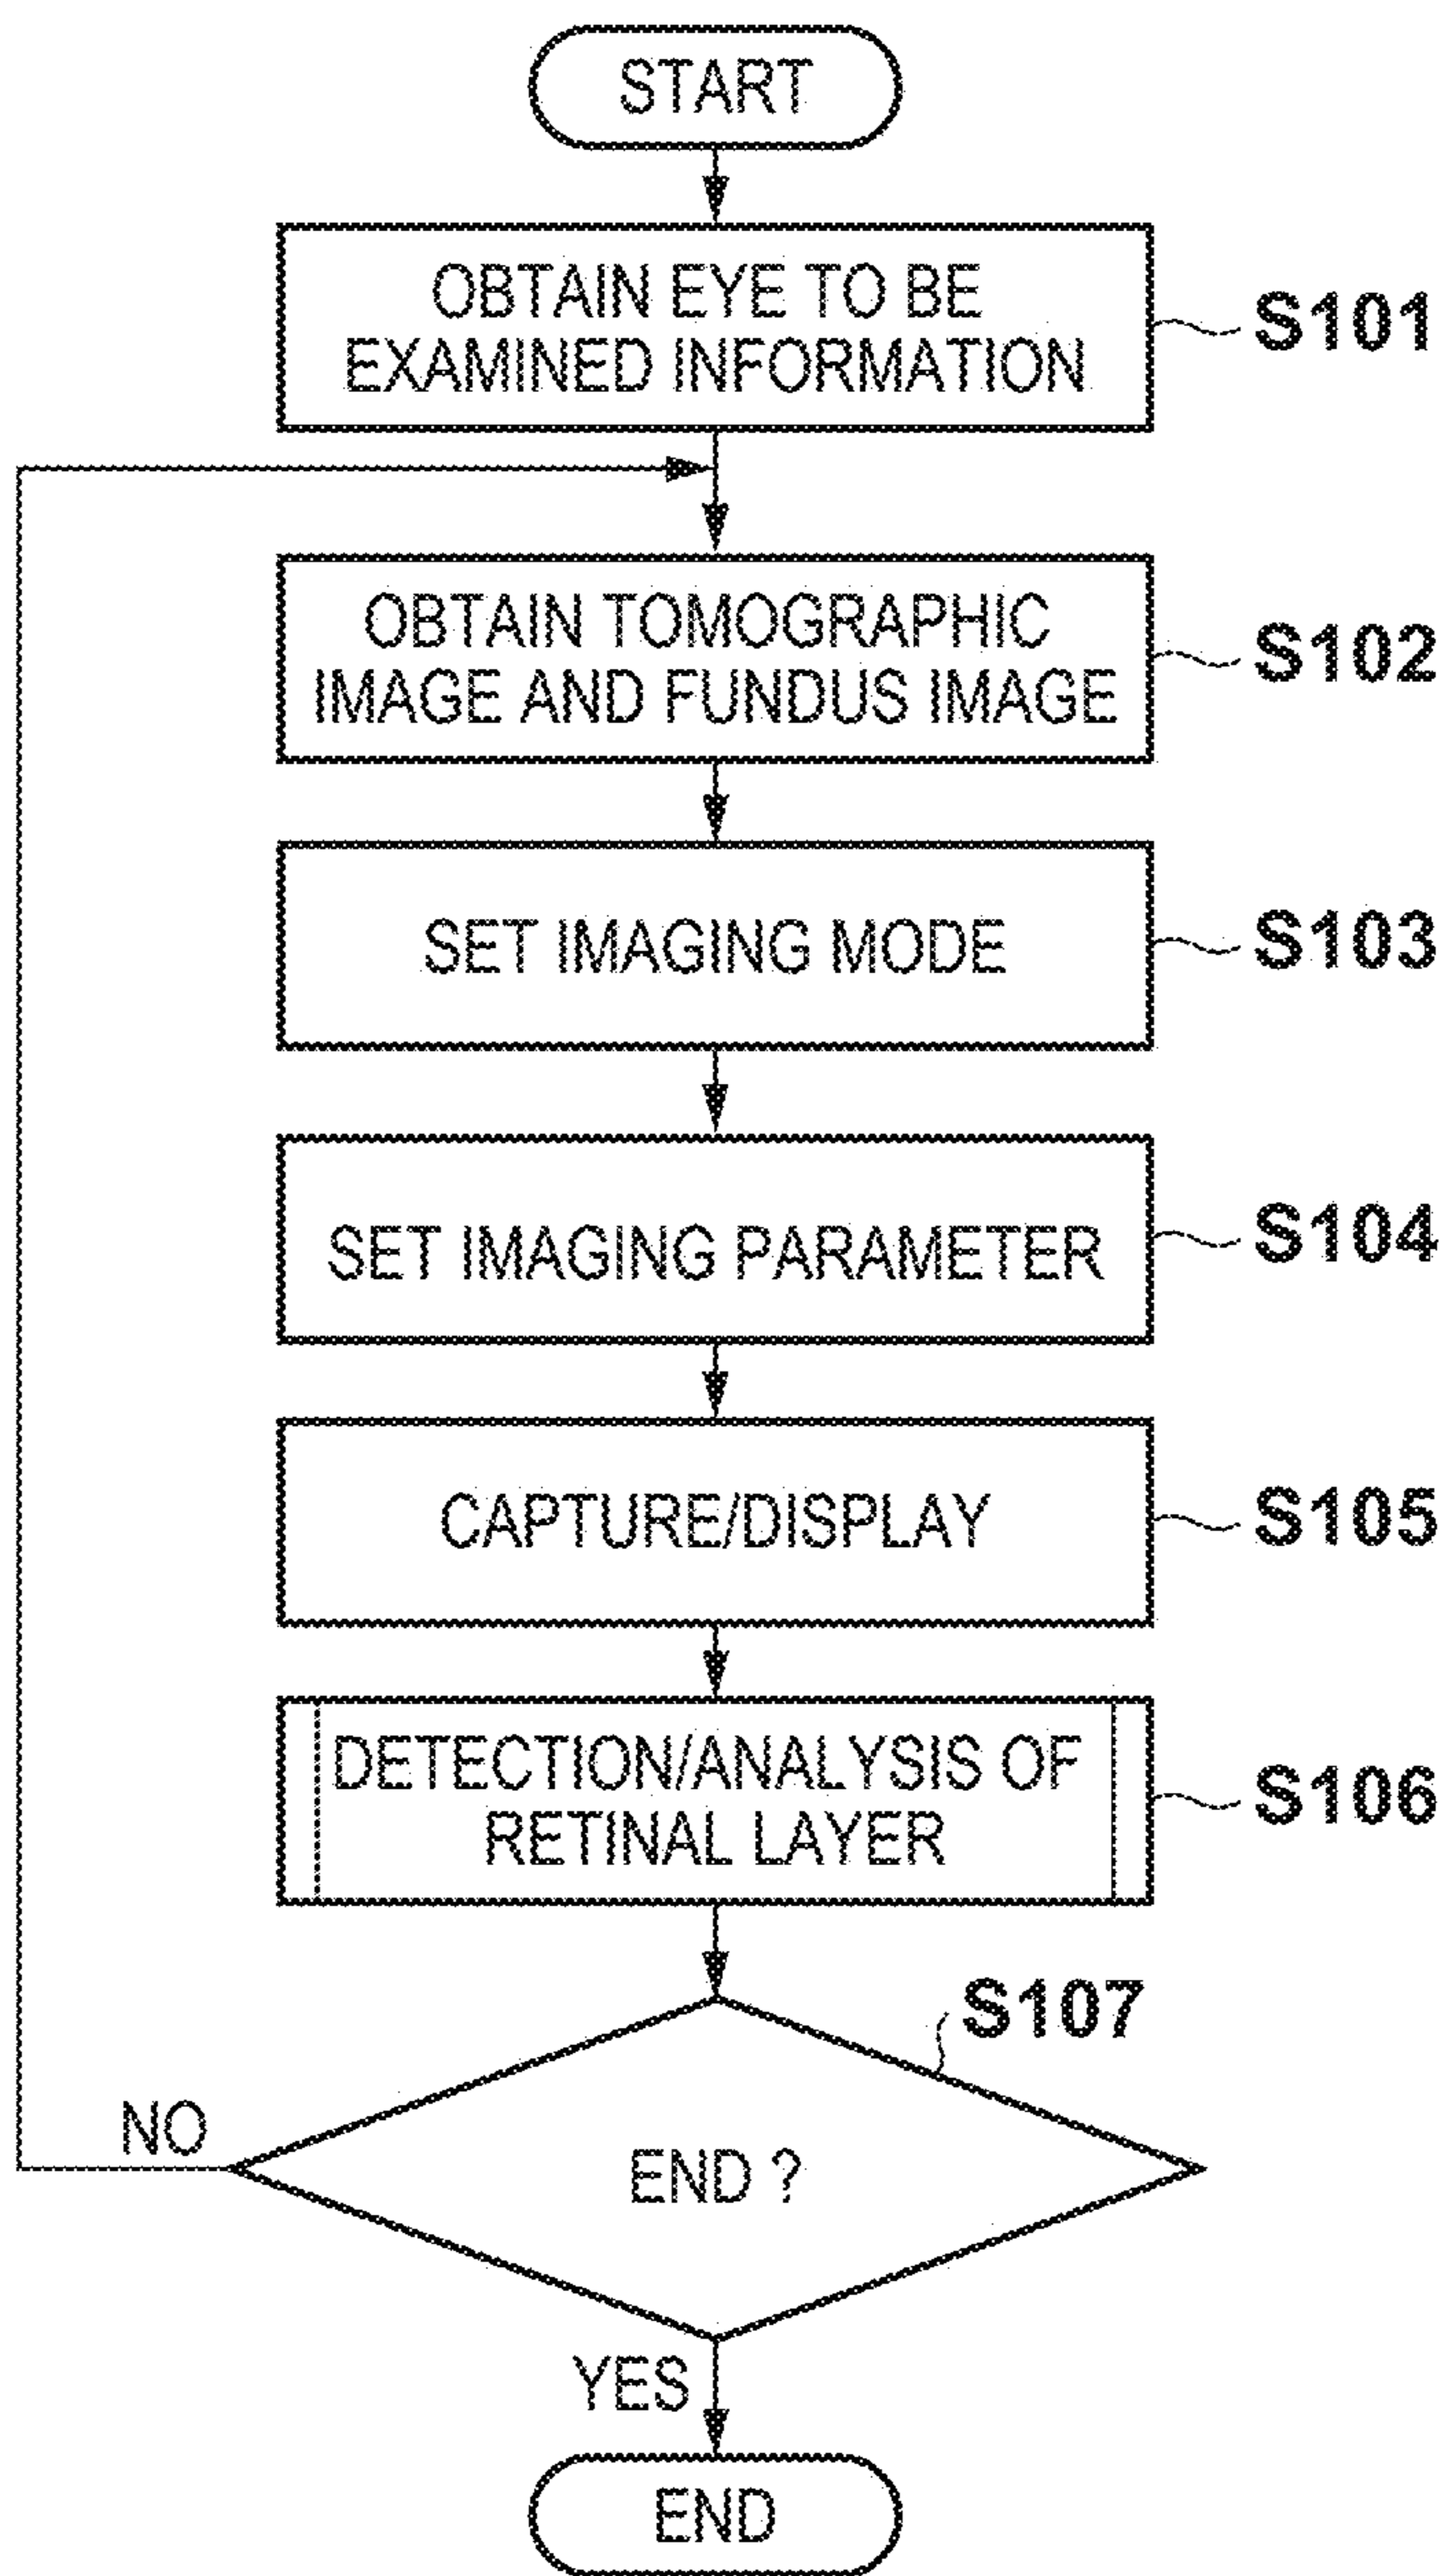 START
OBTAIN EYE TO BE
EXAMINED INFORMATION
S101
OBTAIN TOMOGRAPHIC
IMAGE AND FUNDUS IMAGE
S102
SET IMAGING MODE
S103
SET IMAGING PARAMETER
S104
CAPTURE/DISPLAY
S105
DETECTION/ANALYSIS OF
RETINAL LAYER
S106
S107
NO
END ?
YES
END